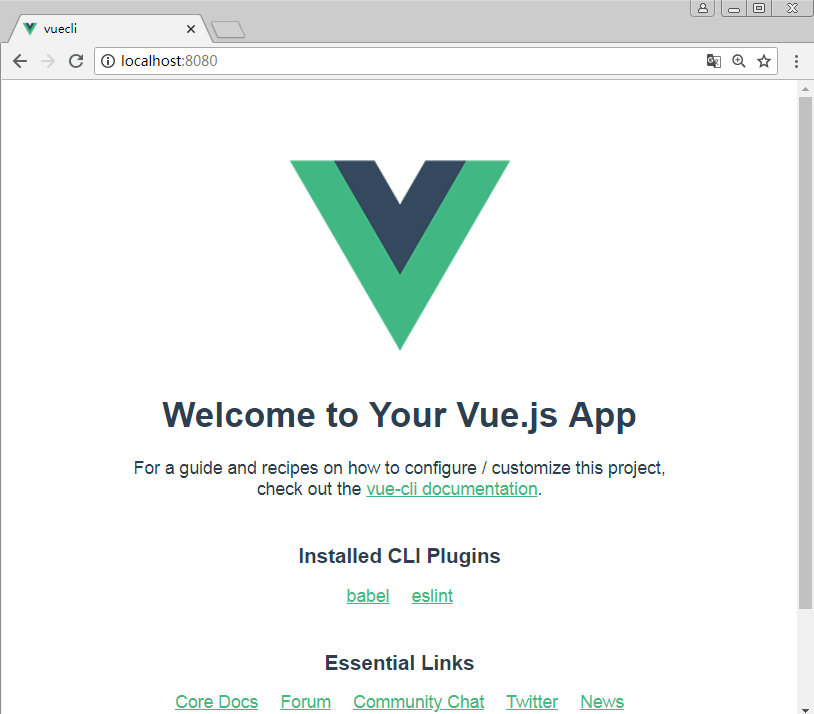 vuecli
localhost:8080
Welcome to Your Vue.js App
For a guide and recipes on how to configure / customize this project,
check out the vue-cli documentation.
Installed CLI Plugins
babel eslint
Essential Links
Core Docs Forum Community Chat Twitter News